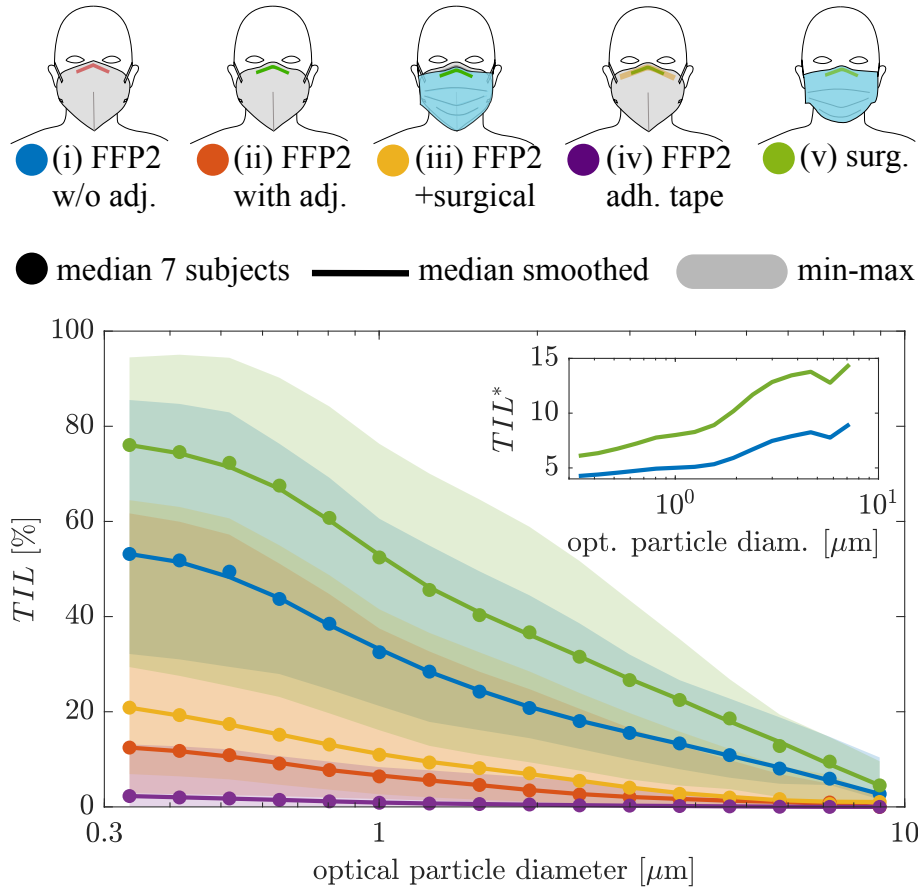 (i) FFP2
w/o adj.
(ii) FFP2
with adj.
(iii) FFP2
+surgical
(iv) FFP2
adh. tape
(v) surg.
median 7 subjects
median smoothed
min-max
100
80
60
40
20
0
TIL [%]
0.3
1
10
optical particle diameter [μm]
15
10
5
TIL*
10⁰
10¹
opt. particle diam. [μm]